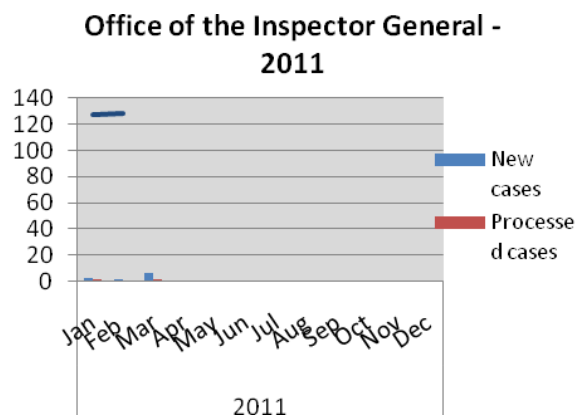 Office of the Inspector General -
2011
140
120
100
80
60
40
20
0
New
cases
Processe
d cases
Jan
Feb
Mar
Apr
May
Jun
Jul
Aug
Sep
Oct
Nov
Dec
2011